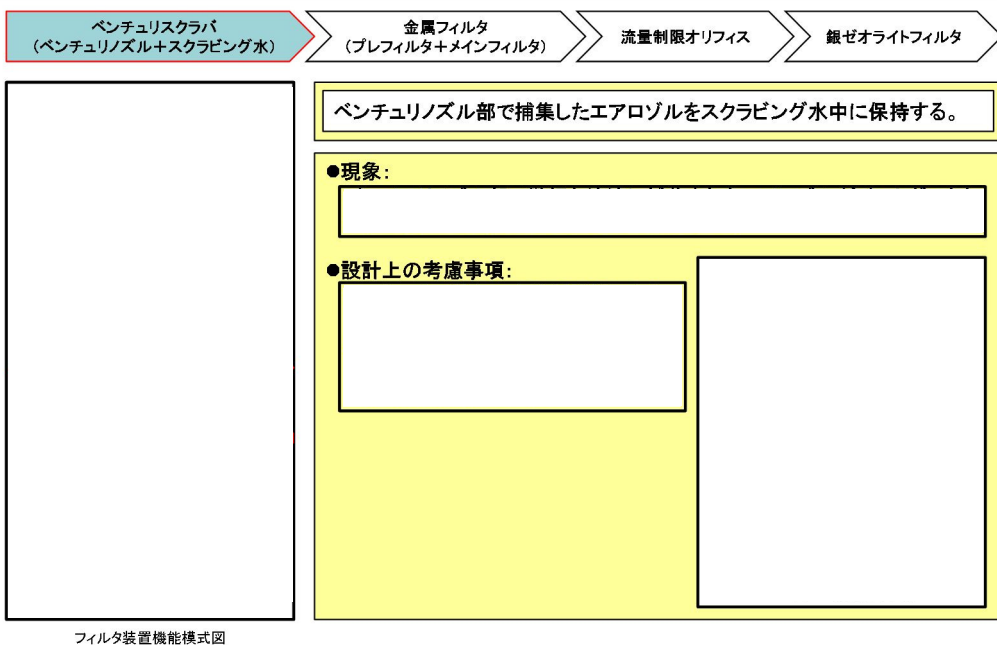 ベンチュリスクラバ
（ベンチュリノズル＋スクラビング水）
金属フィルタ
（プレフィルタ＋メインフィルタ）
流量制限オリフィス
銀ゼオライトフィルタ
ベンチュリノズル部で捕集したエアロゾルをスクラビング水中に保持する。
●現象：
●設計上の考慮事項：
フィルタ装置機能模式図